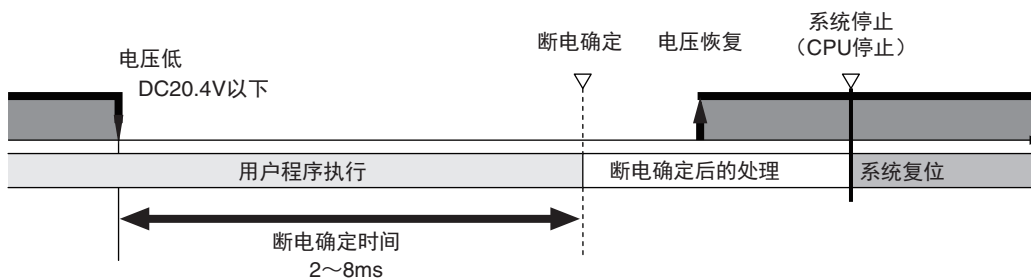 电压低
DC20.4V以下
断电确定
电压恢复
系统停止
（CPU停止）
用户程序执行
断电确定后的处理
系统复位
断电确定时间
2～8ms